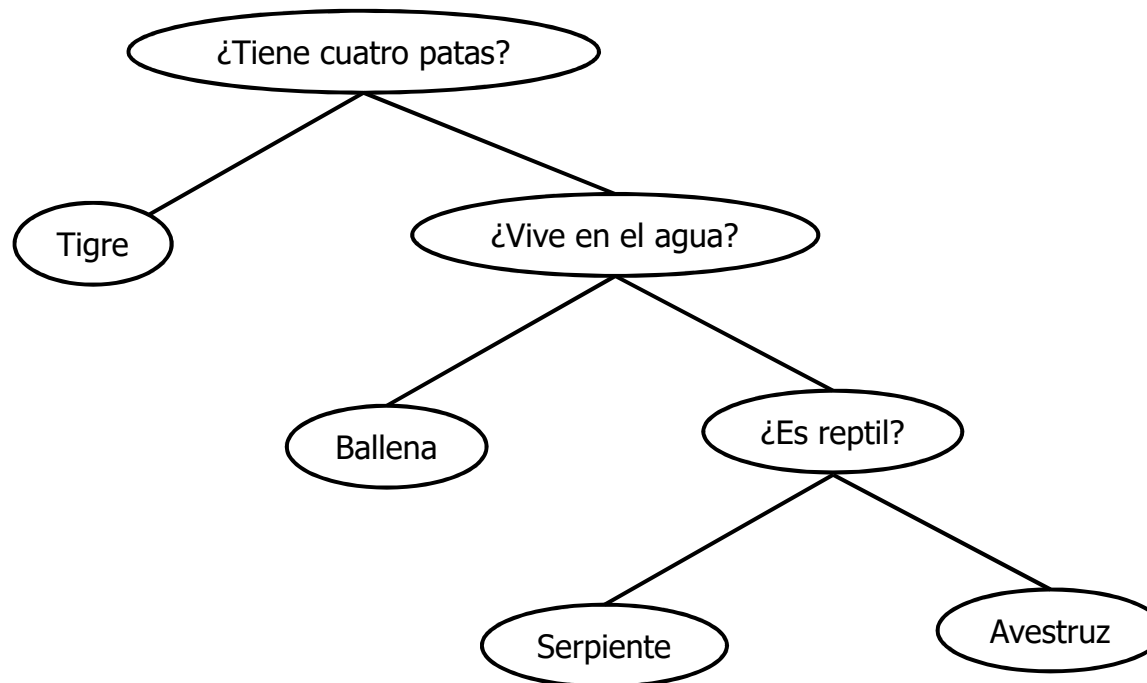 ¿Tiene cuatro patas?
Tigre
¿Vive en el agua?
Ballena
¿Es reptil?
Serpiente
Avestruz